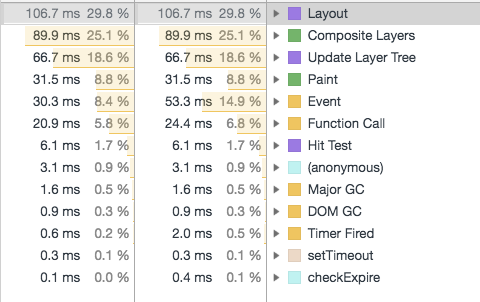 106.7 ms 29.8 % 106.7 ms 29.8 % Layout
89.9 ms 25.1 % 89.9 ms 25.1 % Composite Layers
66.7 ms 18.6 % 66.7 ms 18.6 % Update Layer Tree
31.5 ms 8.8 % 31.5 ms 8.8 % Paint
30.3 ms 8.4 % 53.3 ms 14.9 % Event
20.9 ms 5.8 % 24.4 ms 6.8 % Function Call
6.1 ms 1.7 % 6.1 ms 1.7 % Hit Test
3.1 ms 0.9 % 3.1 ms 0.9 % (anonymous)
1.6 ms 0.5 % 1.6 ms 0.5 % Major GC
0.9 ms 0.3 % 0.9 ms 0.3 % DOM GC
0.6 ms 0.2 % 2.0 ms 0.5 % Timer Fired
0.3 ms 0.1 % 0.3 ms 0.1 % setTimeout
0.1 ms 0.0 % 0.4 ms 0.1 % checkExpire